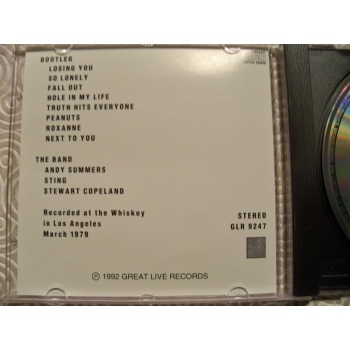 BOOTLEG
LOSING YOU
SO LONELY
FALL OUT
HOLE IN MY LIFE
TRUTH HITS EVERYONE
PEANUTS
ROXANNE
NEXT TO YOU
THE BAND
ANDY SUMMERS
STING
STEWART COPELAND
Recorded at the Whiskey
in Los Angeles
March 1979
STEREO
GLR 9247
℗ 1992 GREAT LIVE RECORDS